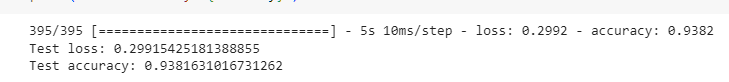 395/395 [==============================] - 5s 10ms/step - loss: 0.2992 - accuracy: 0.9382
Test loss: 0.29915425181388855
Test accuracy: 0.9381631016731262